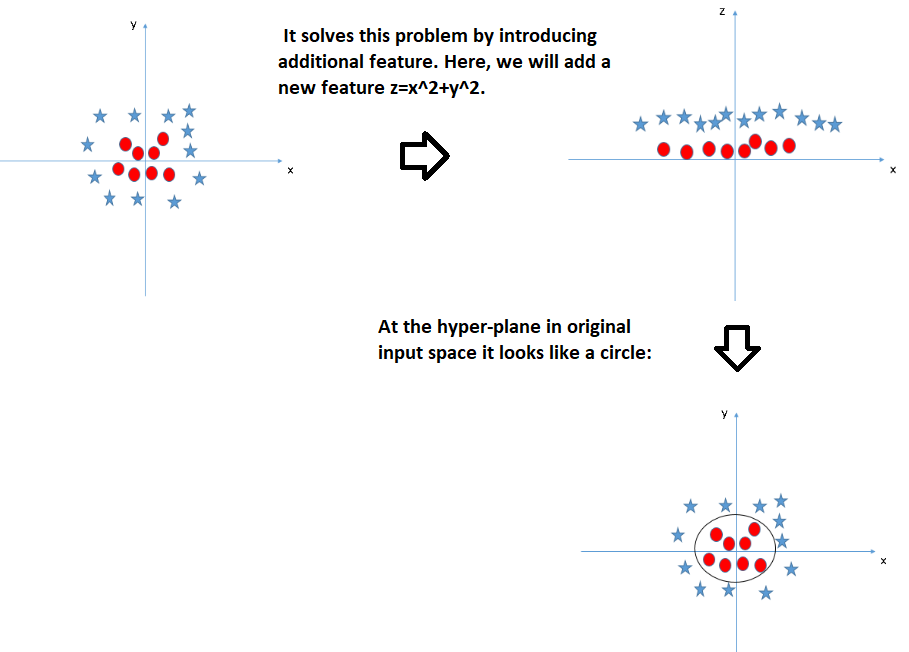 y
It solves this problem by introducing
additional feature. Here, we will add a
new feature z=x^2+y^2.
x
z
x
At the hyper-plane in original
input space it looks like a circle:
y
x